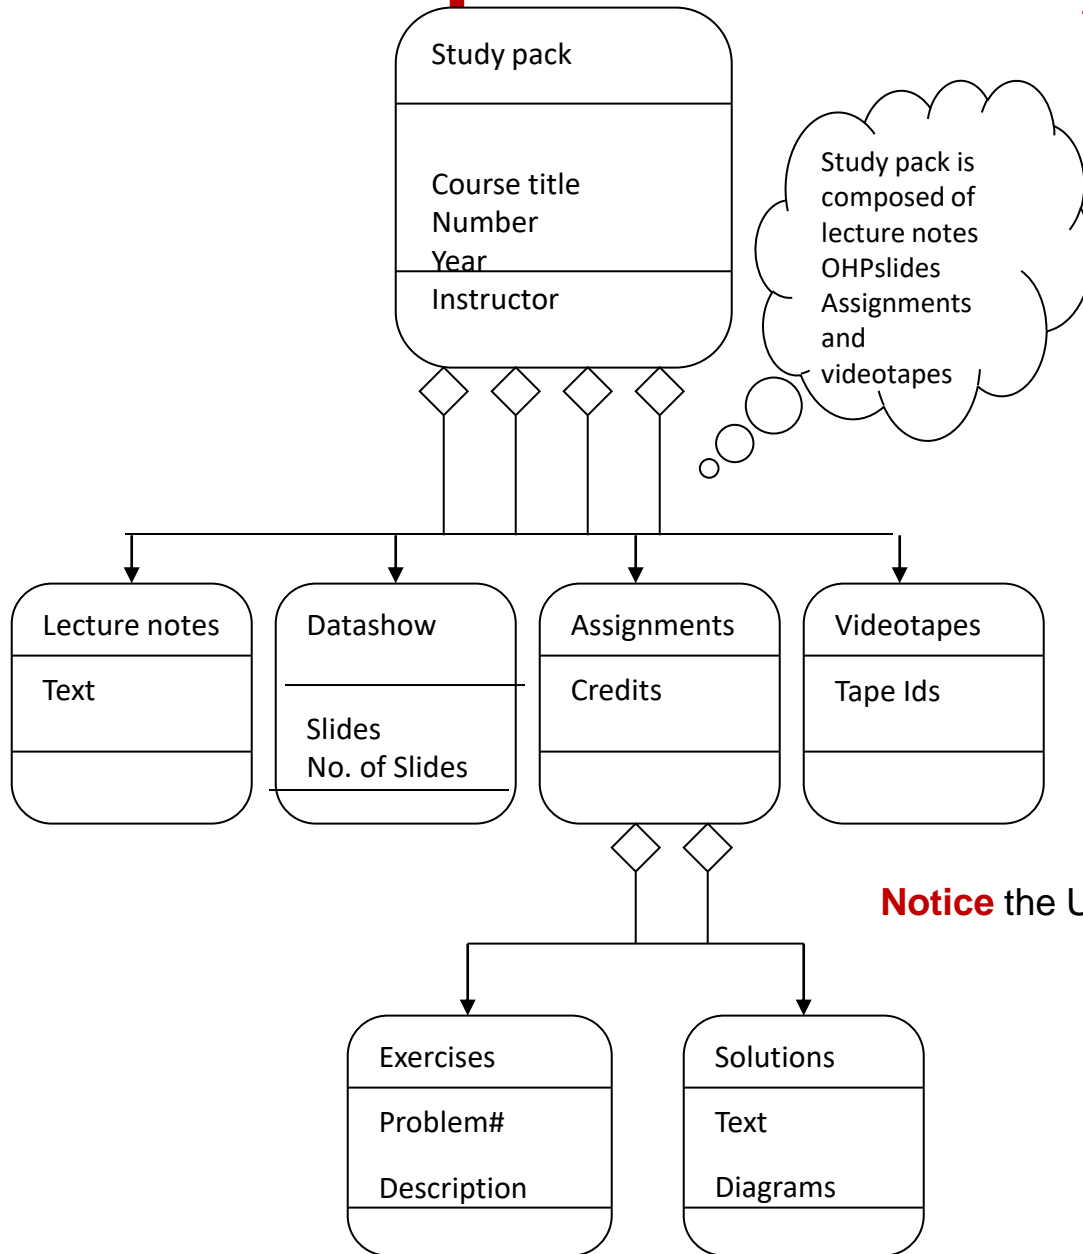 Study pack
Course title
Number
Year
Instructor
Study pack is
composed of
lecture notes
OHPslides
Assignments
and
videotapes
Lecture notes
Text
Datashow
Slides
No. of Slides
Assignments
Credits
Videotapes
Tape Ids
Notice the
Exercises
Problem#
Description
Solutions
Text
Diagrams